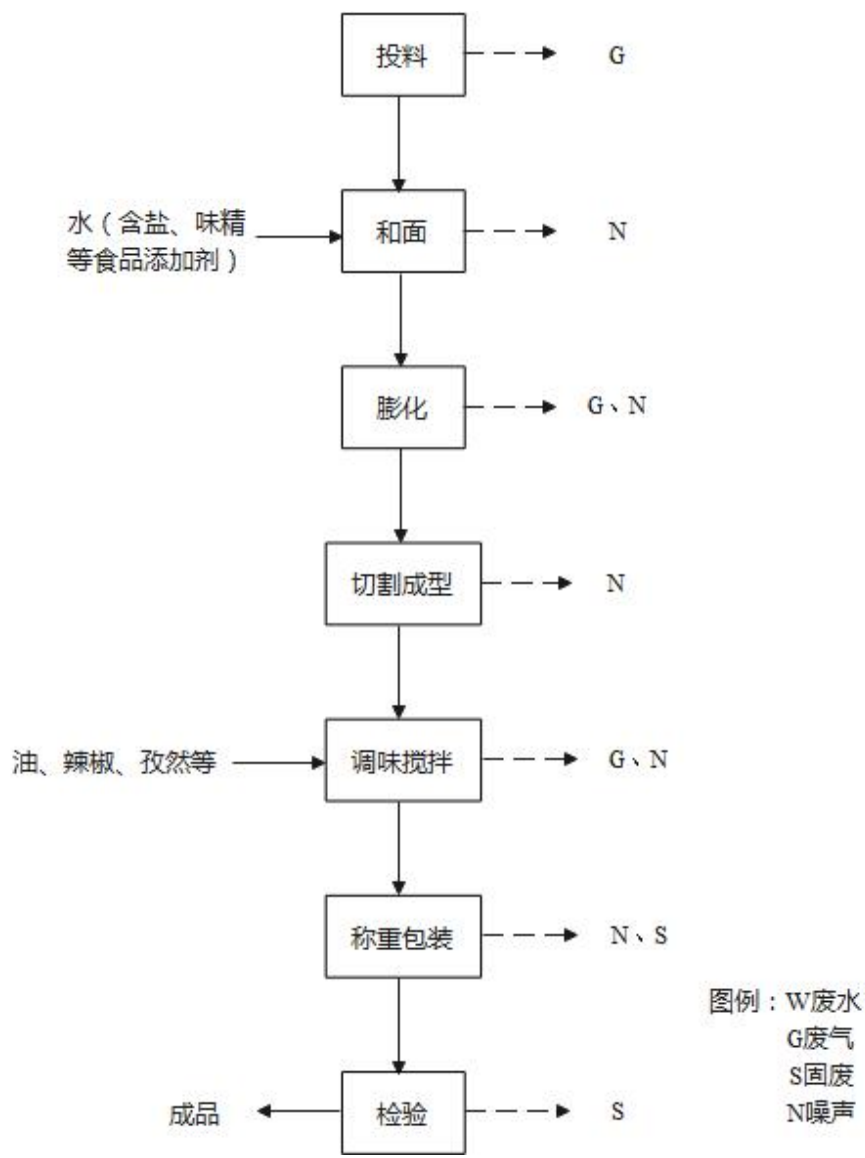 投料
G
水（含盐、味精
等食品添加剂）
和面
N
膨化
G、N
切割成型
N
油、辣椒、孜然等
调味搅拌
G、N
称重包装
N、S
图例：W废水
G废气
S固废
N噪声
成品
检验
S